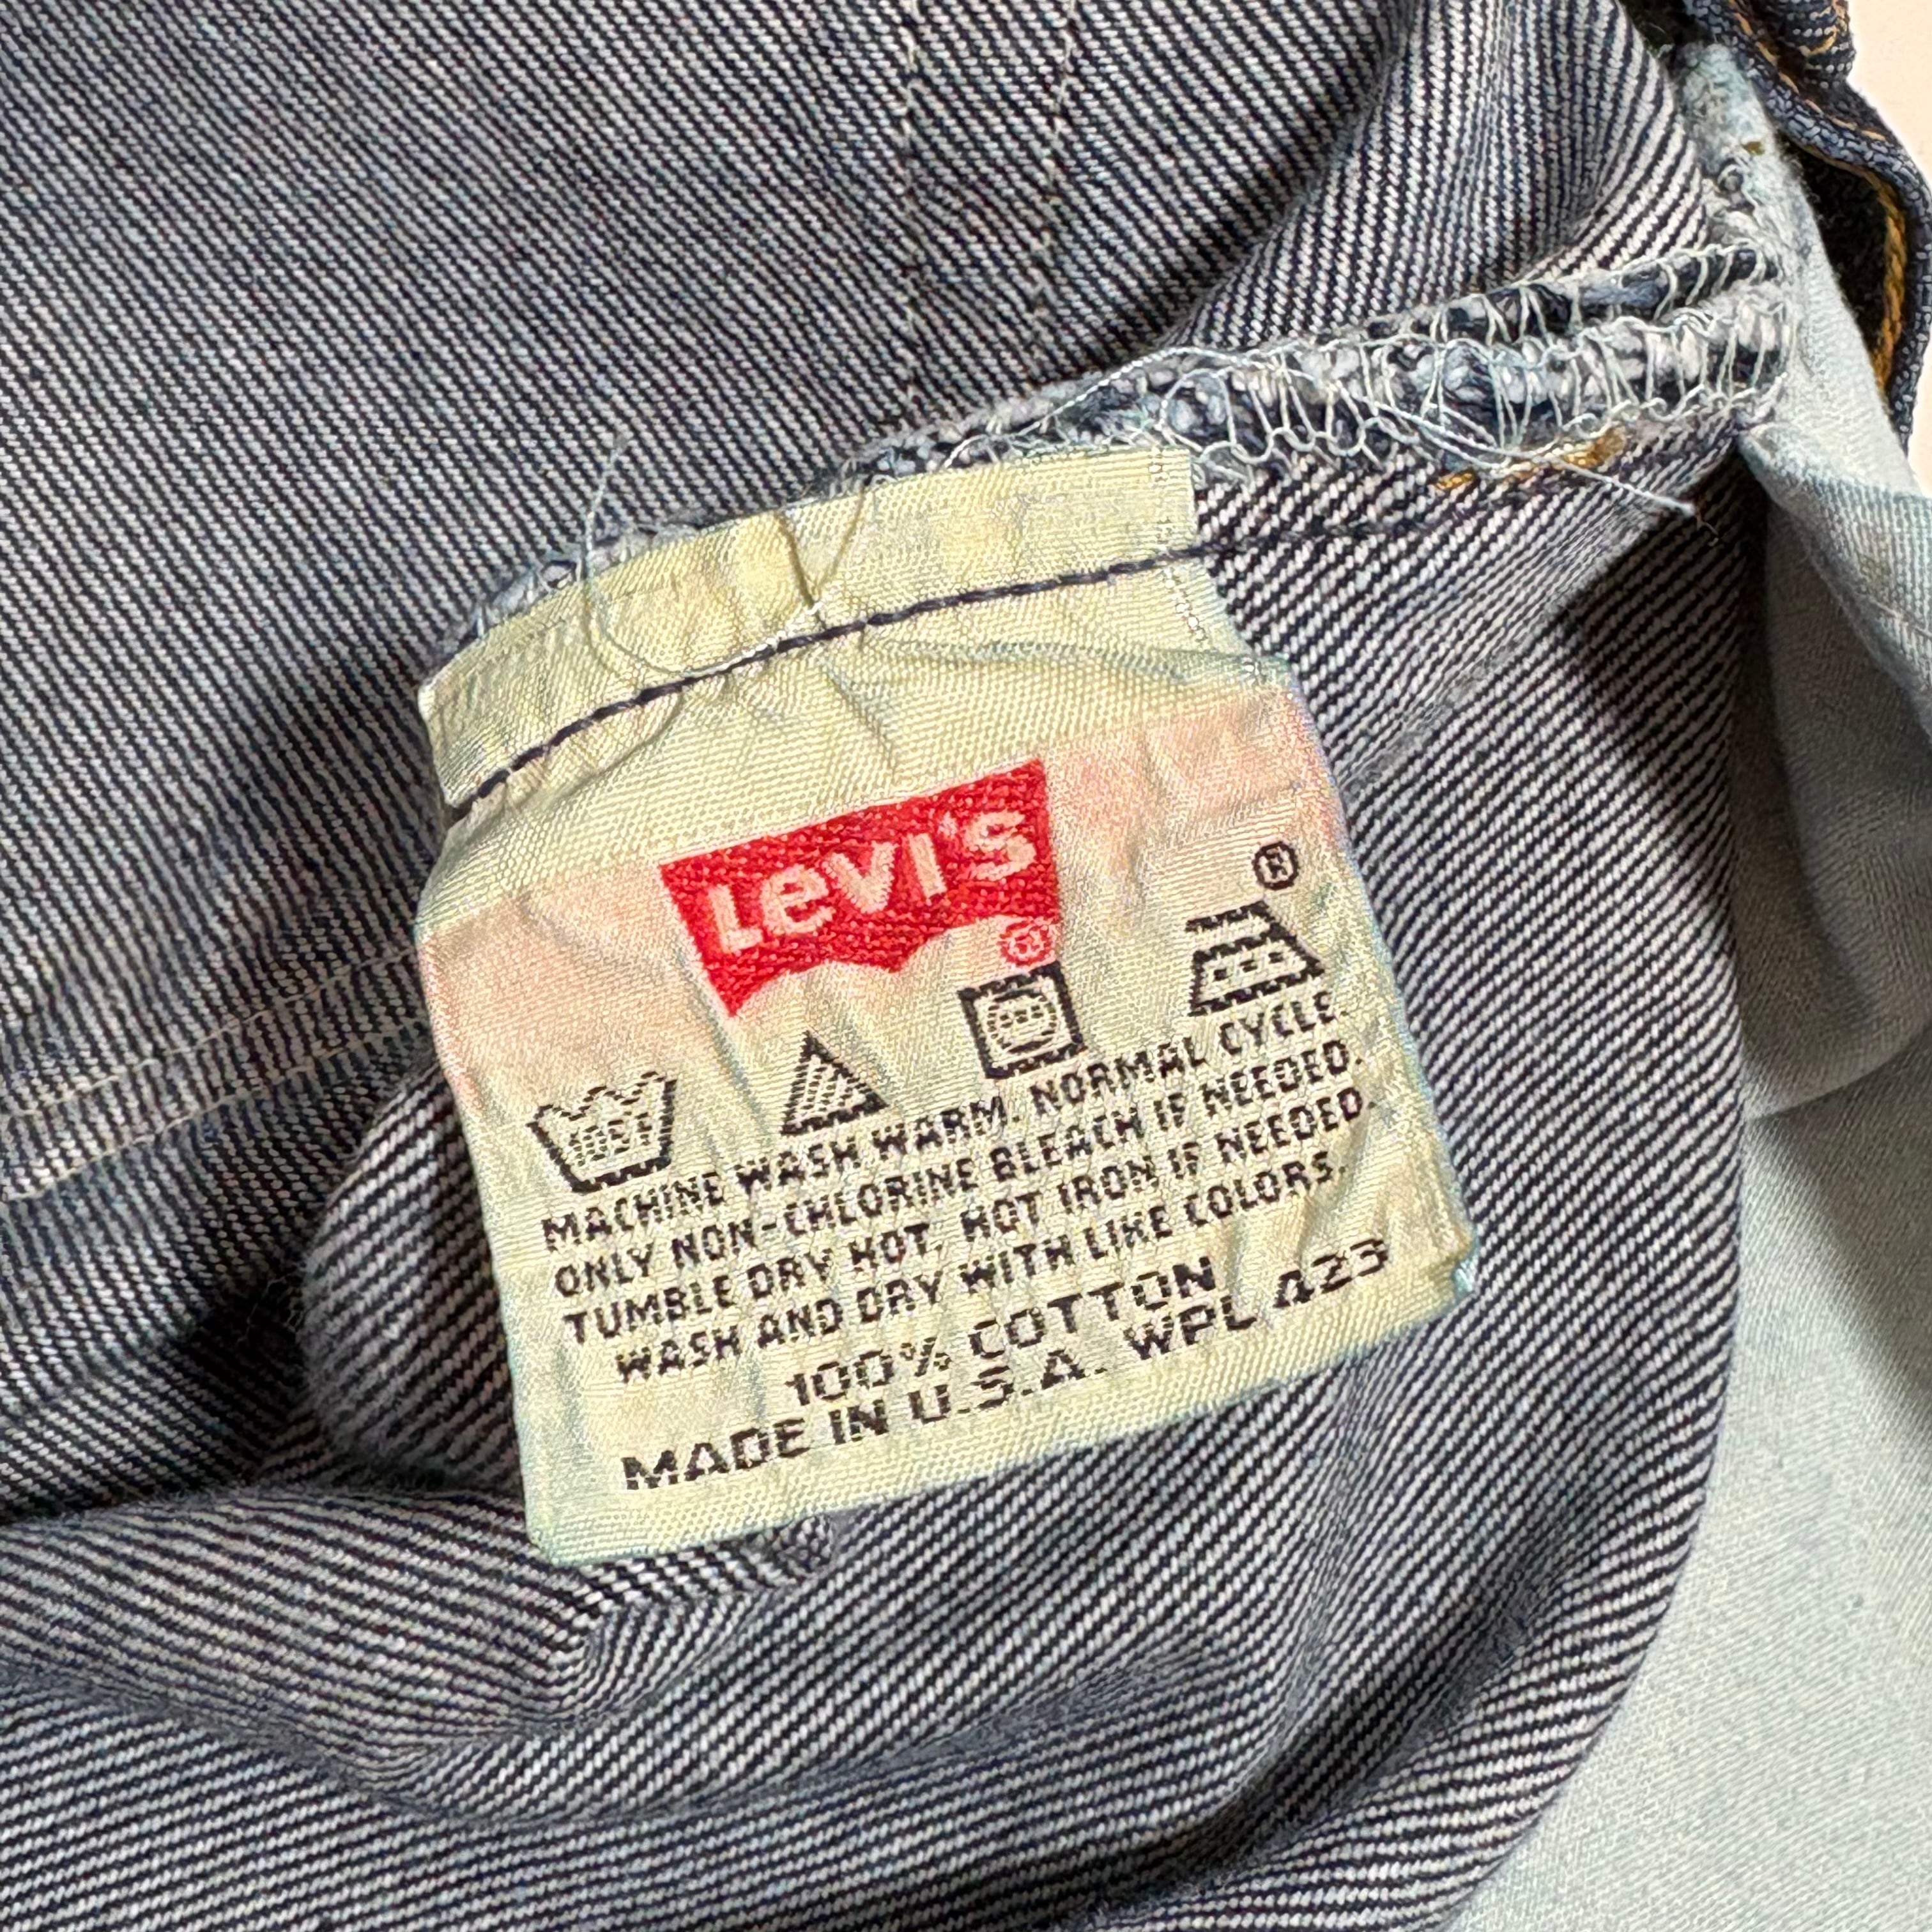 Levi's
®
®
105F
MACHINE WASH WARM. NORMAL CYCLE.
ONLY NON-CHLORINE BLEACH IF NEEDED.
TUMBLE DRY HOT, HOT IRON IF NEEDED.
WASH AND DRY WITH LIKE COLORS.
100% COTTON
MADE IN U.S.A. WPL 423